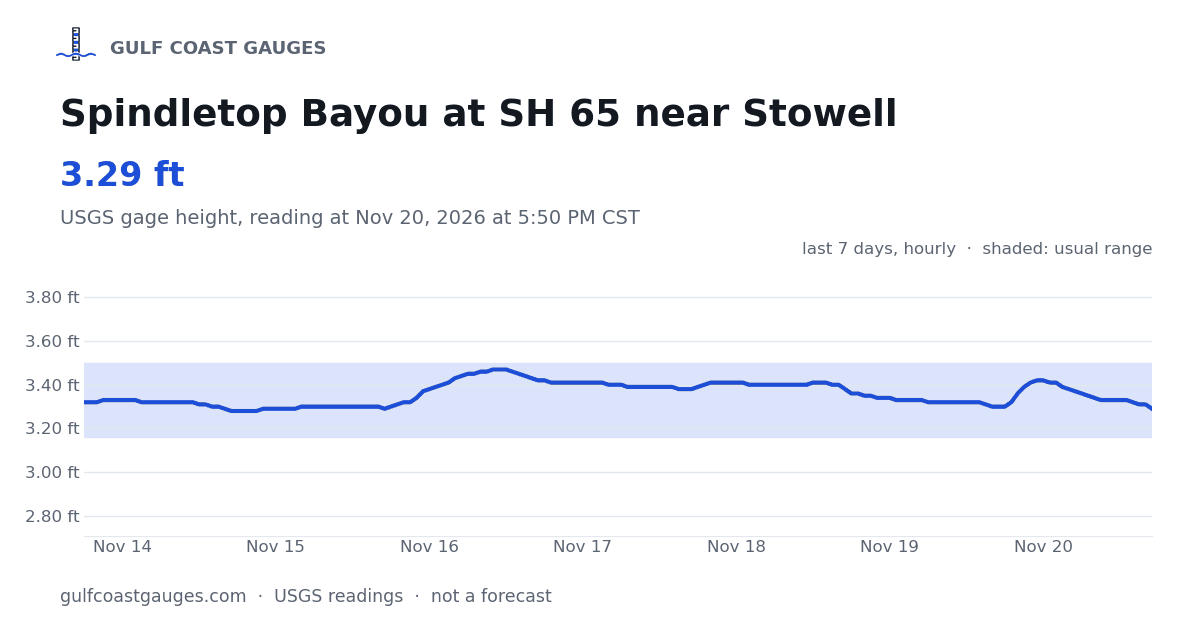 GULF COAST GAUGES
Spindletop Bayou at SH 65 near Stowell
3.29 ft
USGS gage height, reading at Nov 20, 2026 at 5:50 PM CST
last 7 days, hourly · shaded: usual range
3.80 ft
3.60 ft
3.40 ft
3.20 ft
3.00 ft
2.80 ft
Nov 14 Nov 15 Nov 16 Nov 17 Nov 18 Nov 19 Nov 20
gulfcoastgauges.com · USGS readings · not a forecast